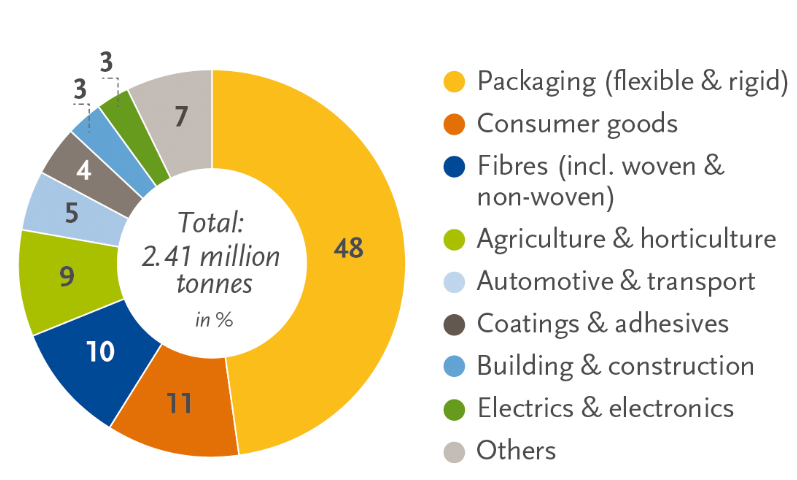 3
3
7
4
5
9
10
11
48
Total:
2.41 million
tonnes
in %
Packaging (flexible & rigid)
Consumer goods
Fibres (incl. woven &
non-woven)
Agriculture & horticulture
Automotive & transport
Coatings & adhesives
Building & construction
Electrics & electronics
Others